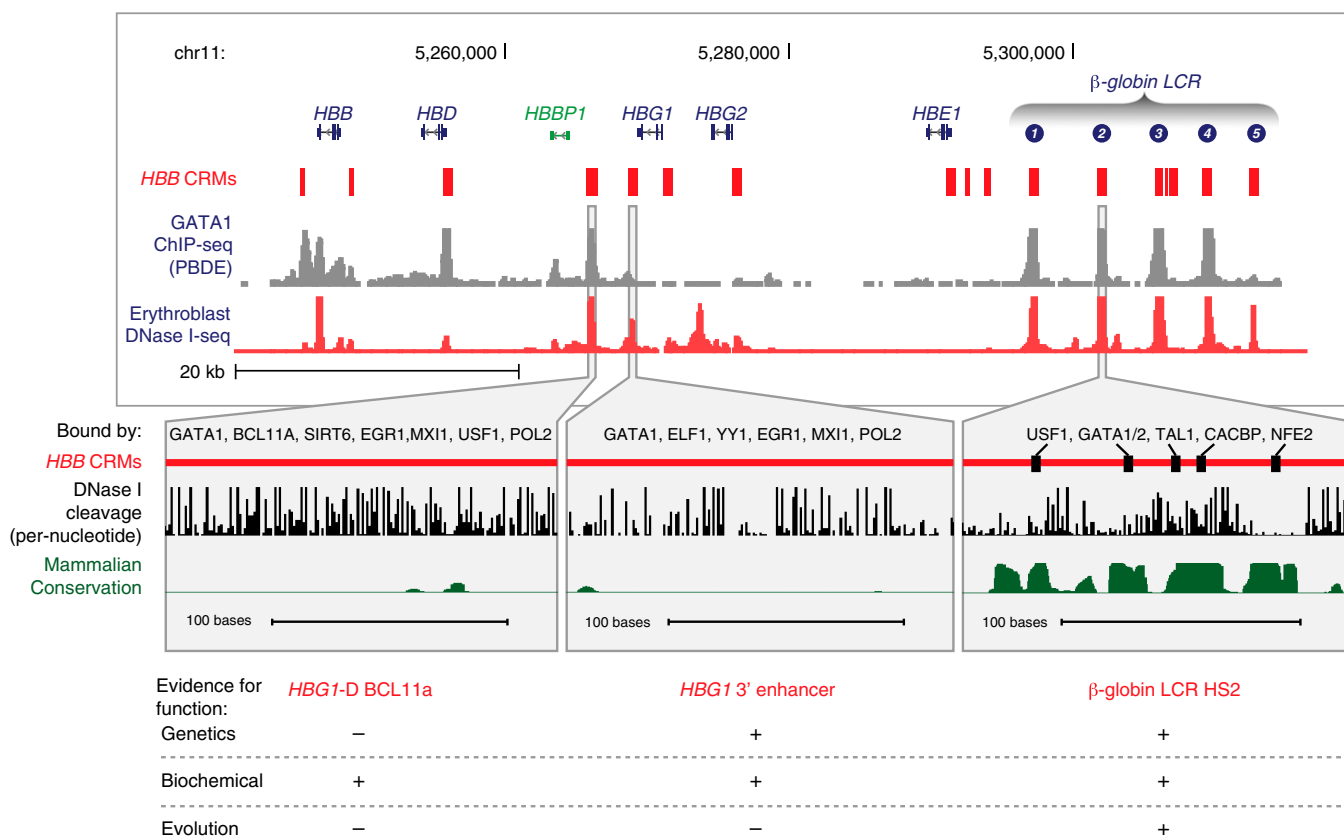 chr11: 5,260,000 5,280,000 5,300,000
β-globin LCR
HBB HBD HBBP1 HBG1 HBG2 HBE1
1 2 3 4 5
HBB CRMs
GATA1
ChIP-seq
(PBDE)
Erythroblast
DNase I-seq
20 kb
Bound by: GATA1, BCL11A, SIRT6, EGR1,MXI1, USF1, POL2 GATA1, ELF1, YY1, EGR1, MXI1, POL2 USF1, GATA1/2, TAL1, CACBP, NFE2
HBB CRMs
DNase I
cleavage
(per-nucleotide)
Mammalian
Conservation
100 bases 100 bases 100 bases
Evidence for
function:
HBG1-D BCL11a HBG1 3' enhancer β-globin LCR HS2
Genetics − + +
Biochemical + + +
Evolution − − +